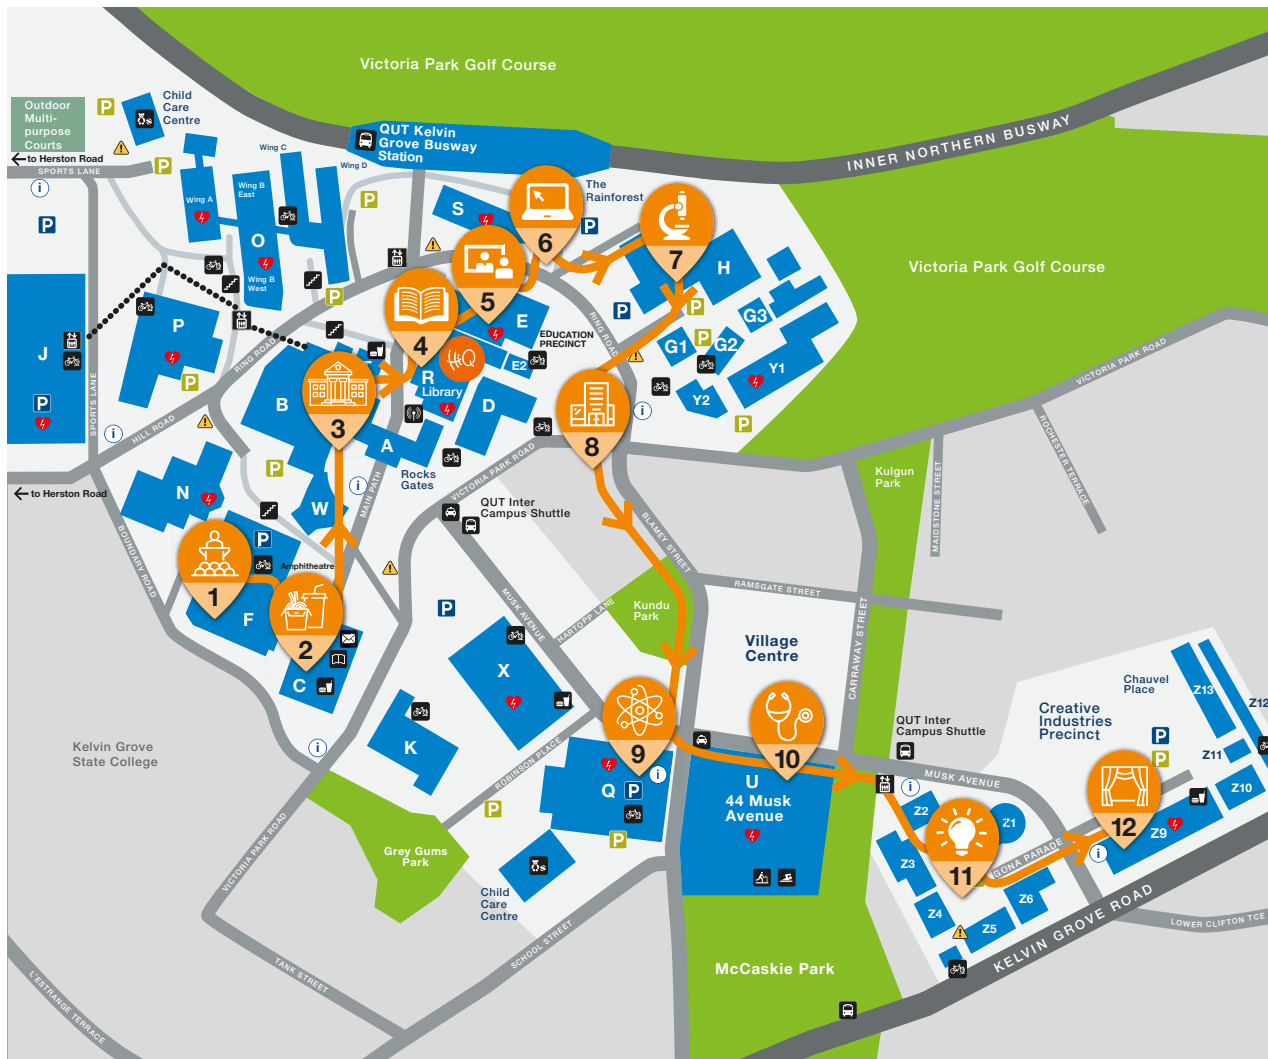 Victoria Park Golf Course
INNER NORTHERN BUSWAY
Outdoor
Multi-
purpose
Courts
P
Child
Care
Centre
to Herston Road
SPORTS LANE
P
i
P
Wing C
Wing D
QUT Kelvin
Grove Busway
Station
Wing A
Wing B
East
O
Wing B
West
P
S
The
Rainforest
P
6
7
H
Victoria Park Golf Course
J
P
SPORTS LANE
P
P
P
RING ROAD
HILL ROAD
i
5
4
E
EDUCATION
PRECINCT
E2
HiQ
R
Library
D
RING ROAD
P
P
P
G1
G2
G3
Y1
Y2
P
i
VICTORIA PARK ROAD
B
3
A
Rocks
Gates
8
to Herston Road
N
P
W
i
MAIN PATH
VICTORIA PARK ROAD
QUT Inter
Campus Shuttle
Kulgun
Park
MAIDSTONE STREET
ROCHESTER TERRACE
BOUNDARY ROAD
1
P
Amphitheatre
F
2
C
i
BLAMEY STREET
RAMSGATE STREET
P
MUSK AVENUE
HARTOPP LANE
Kundu
Park
Village
Centre
CARRAWAY STREET
X
K
ROBINSON PLACE
9
Q
P
i
P
P
10
U
44 Musk
Avenue
QUT Inter
Campus Shuttle
MUSK AVENUE
Chauvel
Place
Creative
Industries
Precinct
Z13
Z12
Z11
Z10
P
P
12
Z9
i
i
Z2
Z1
11
GONA PARADE
Z3
Z4
Z5
Z6
Kelvin Grove
State College
VICTORIA PARK ROAD
Grey Gums
Park
Child
Care
Centre
SCHOOL STREET
TANK STREET
L'ESTRANGE TERRACE
McCaskie Park
KELVIN GROVE ROAD
LOWER CLIFTON TCE